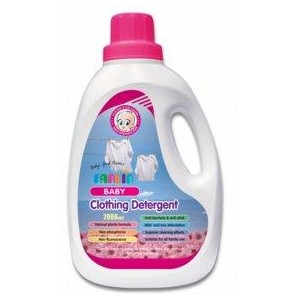 Baby
FARLIN
BABY
Clothing Detergent
2000ml
Natural plants formula
Non-phosphorus
Non-fluorescence
Anti-bacteria & anti-mite
Mild and non stimulation
Superior cleaning effects
Suitable for all family use